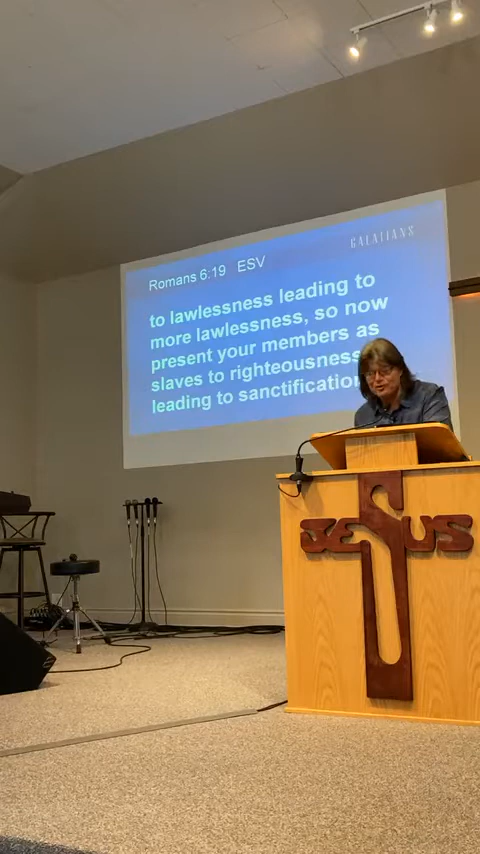 GALATIANS
Romans 6:19 ESV
to lawlessness leading to
more lawlessness, so now
present your members as
slaves to righteousness
leading to sanctification
JESUS